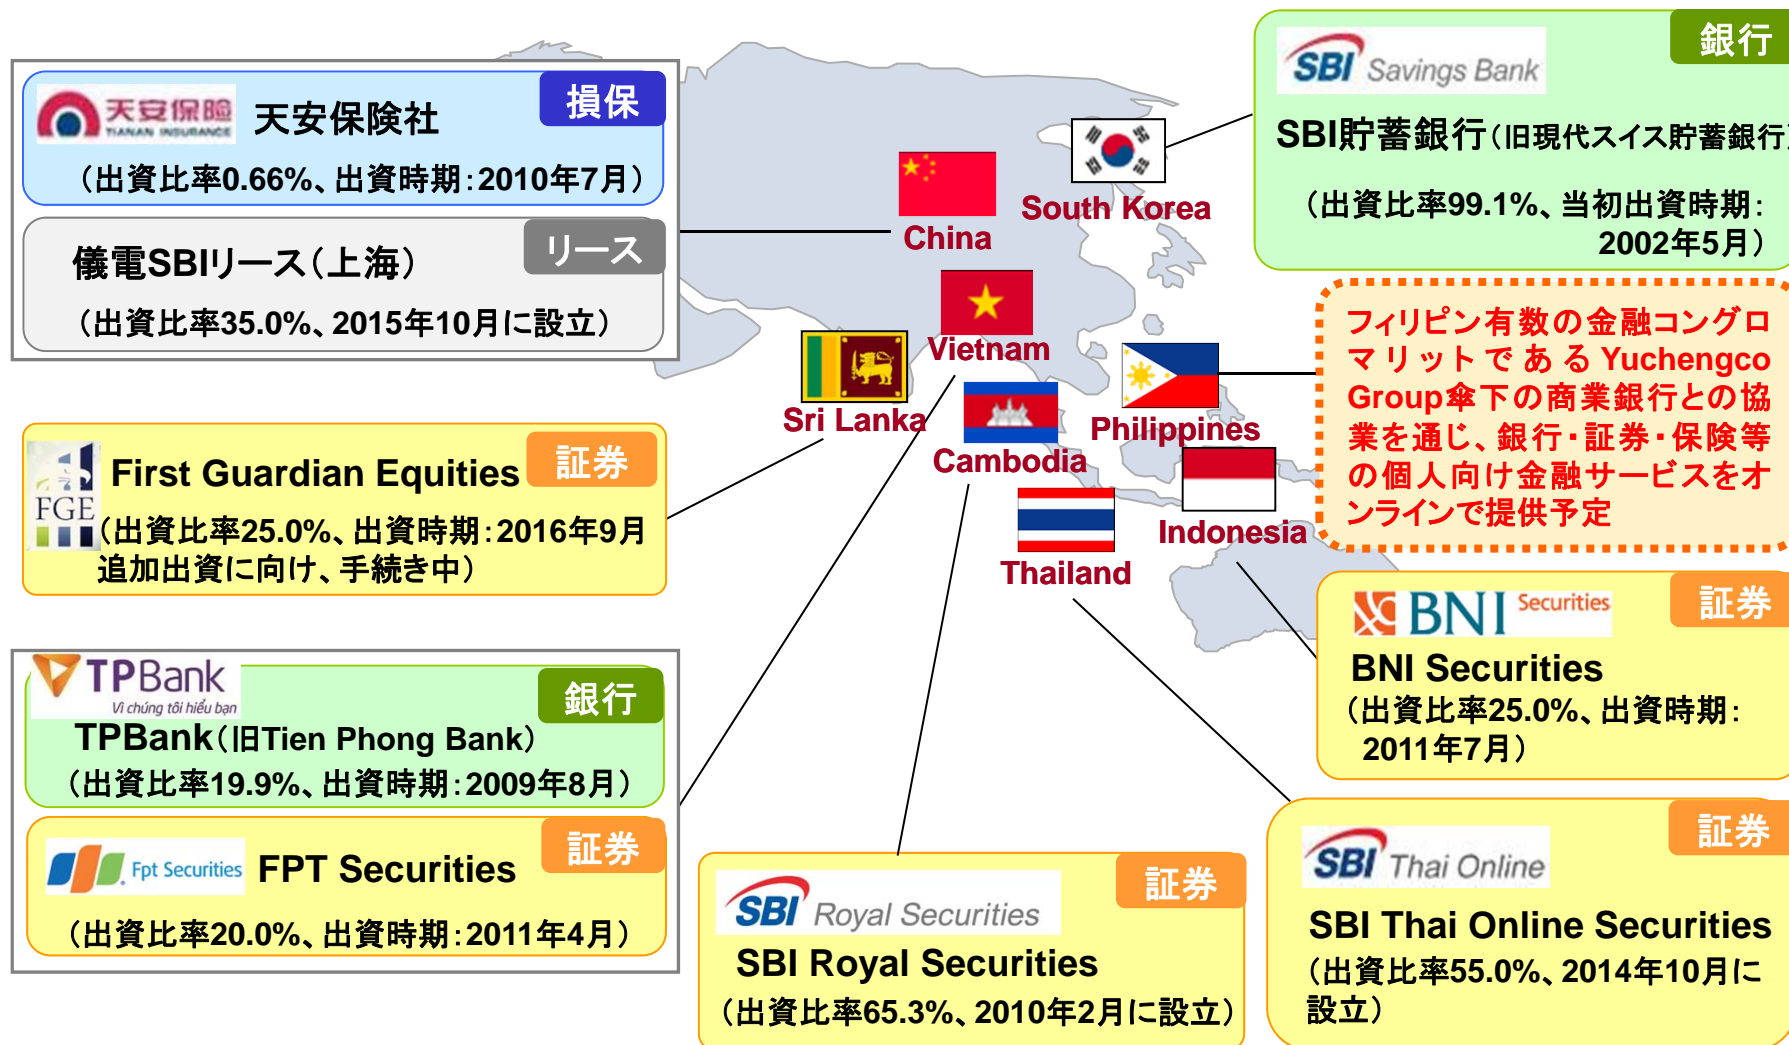 天安保險
TIANAN INSURANCE
天安保険社
損保
（出資比率0.66%、出資時期：2010年7月）
儀電SBIリース（上海）
リース
（出資比率35.0%、2015年10月に設立）
FGE
First Guardian Equities
証券
（出資比率25.0%、出資時期：2016年9月
追加出資に向け、手続き中）
TPBank
Vì chúng tôi hiểu bạn
銀行
TPBank（旧Tien Phong Bank）
（出資比率19.9%、出資時期：2009年8月）
Fpt Securities
FPT Securities
証券
（出資比率20.0%、出資時期：2011年4月）
China
South Korea
Vietnam
Sri Lanka
Cambodia
Philippines
Indonesia
Thailand
SBI Savings Bank
銀行
SBI貯蓄銀行（旧現代スイス貯蓄銀行）
（出資比率99.1%、当初出資時期：
2002年5月）
フィリピン有数の金融コングロ
マリットであるYuchengco
Group傘下の商業銀行との協
業を通じ、銀行・証券・保険等
の個人向け金融サービスをオ
ンラインで提供予定
BNI Securities
証券
BNI Securities
（出資比率25.0%、出資時期：
2011年7月）
SBI Royal Securities
証券
SBI Royal Securities
（出資比率65.3%、2010年2月に設立）
SBI Thai Online
証券
SBI Thai Online Securities
（出資比率55.0%、2014年10月に
設立）